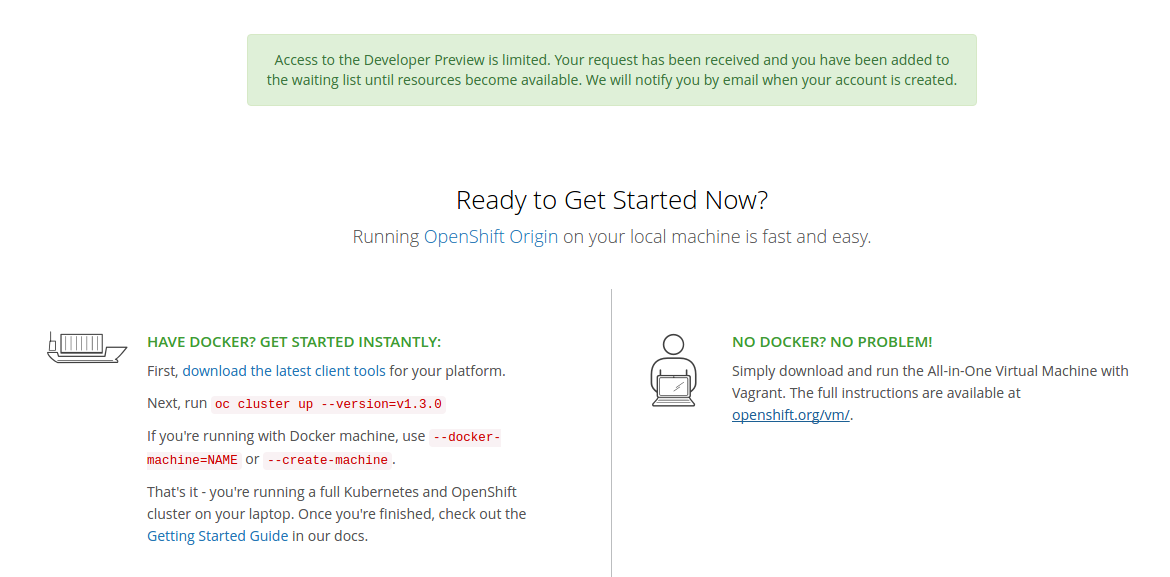 Access to the Developer Preview is limited. Your request has been received and you have been added to
the waiting list until resources become available. We will notify you by email when your account is created.
Ready to Get Started Now?
Running OpenShift Origin on your local machine is fast and easy.
HAVE DOCKER? GET STARTED INSTANTLY:
First, download the latest client tools for your platform.
Next, run oc cluster up --version=v1.3.0
If you're running with Docker machine, use --docker-
machine=NAME or --create-machine.
That's it - you're running a full Kubernetes and OpenShift
cluster on your laptop. Once you're finished, check out the
Getting Started Guide in our docs.
NO DOCKER? NO PROBLEM!
Simply download and run the All-in-One Virtual Machine with
Vagrant. The full instructions are available at
openshift.org/vm/.